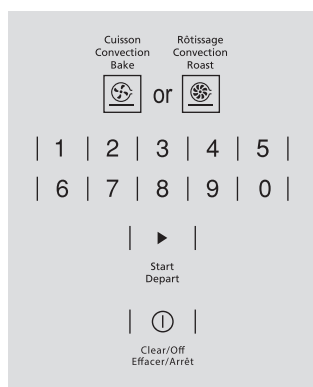 Cuisson Convection Bake
Rôtissage Convection Roast
or
1 2 3 4 5
6 7 8 9 0
Start
Depart
Clear/Off
Effacer/Arrêt